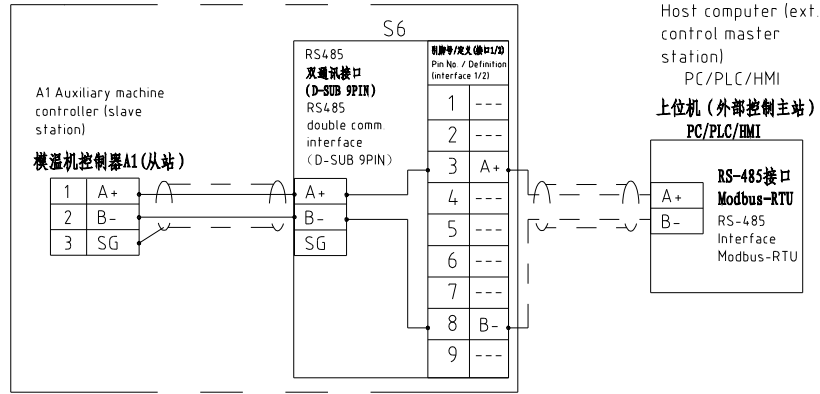 S6
Host computer (ext.
control master
station)
PC/PLC/HMI
上位机（外部控制主站）
PC/PLC/HMI
RS485
双通讯接口
(D-SUB 9PIN)
RS485
double comm.
interface
（D-SUB 9PIN）
引脚号/定义(接口1/2)
Pin No. / Definition
(interface 1/2)
A1 Auxiliary machine
controller (slave
station)
模温机控制器A1(从站)
1 A+
2 B-
3 SG
A+
B-
SG
1 ---
2 ---
3 A+
4 ---
5 ---
6 ---
7 ---
8 B-
9 ---
A+
B-
RS-485接口
Modbus-RTU
RS-485
Interface
Modbus-RTU